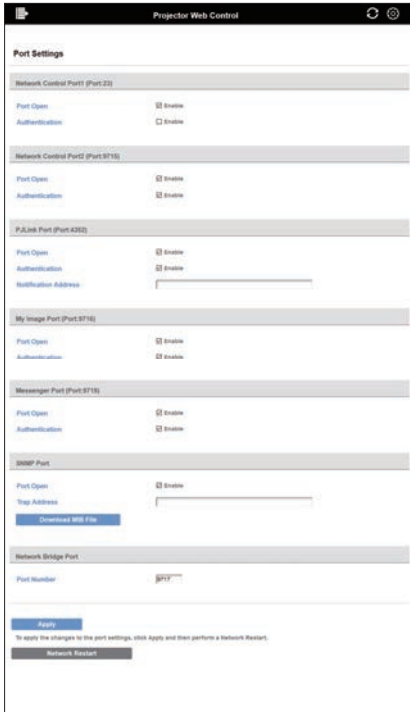 Projector Web Control
Port Settings
Network Control Port1 (Port:23)
Port Open Enable
Authentication Enable
Network Control Port2 (Port:9715)
Port Open Enable
Authentication Enable
PJLink Port (Port:4352)
Port Open Enable
Authentication Enable
Notification Address
My Image Port (Port:9716)
Port Open Enable
Authentication Enable
Messenger Port (Port:9719)
Port Open Enable
Authentication Enable
SNMP Port
Port Open Enable
Trap Address
Download MIB File
Network Bridge Port
Port Number 9717
Apply
To apply the changes to the port settings, click Apply and then perform a Network Restart.
Network Restart